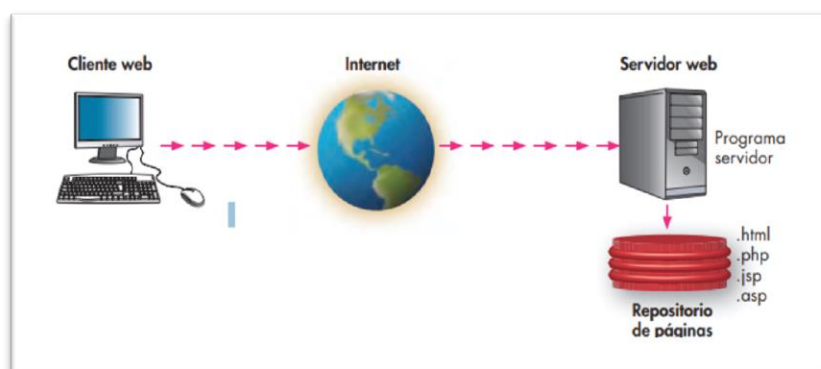 Cliente web
Internet
Servidor web
Programa
servidor
.html
.php
.jsp
.asp
Repositorio
de páginas